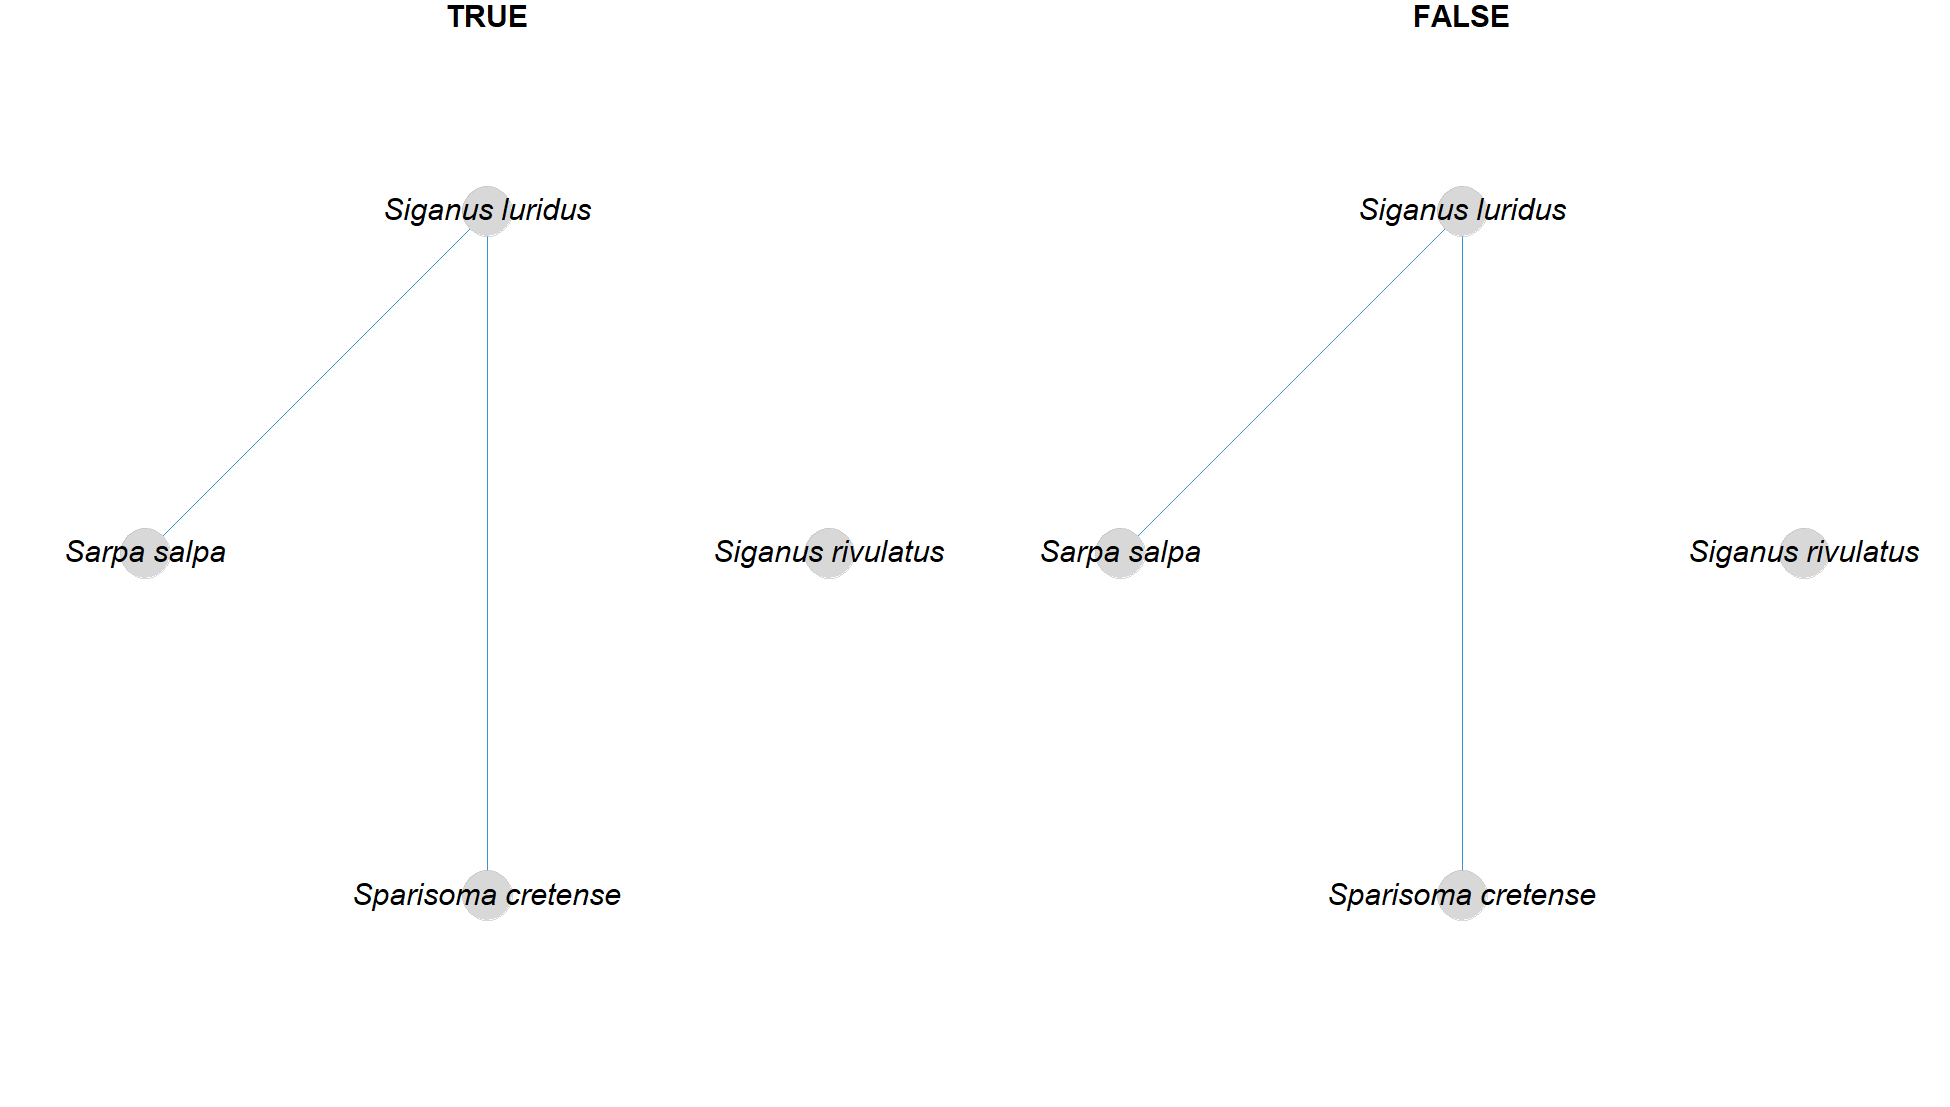 TRUE
FALSE
Siganus luridus
Siganus luridus
Sarpa salpa
Siganus rivulatus
Sarpa salpa
Siganus rivulatus
Sparisoma cretense
Sparisoma cretense